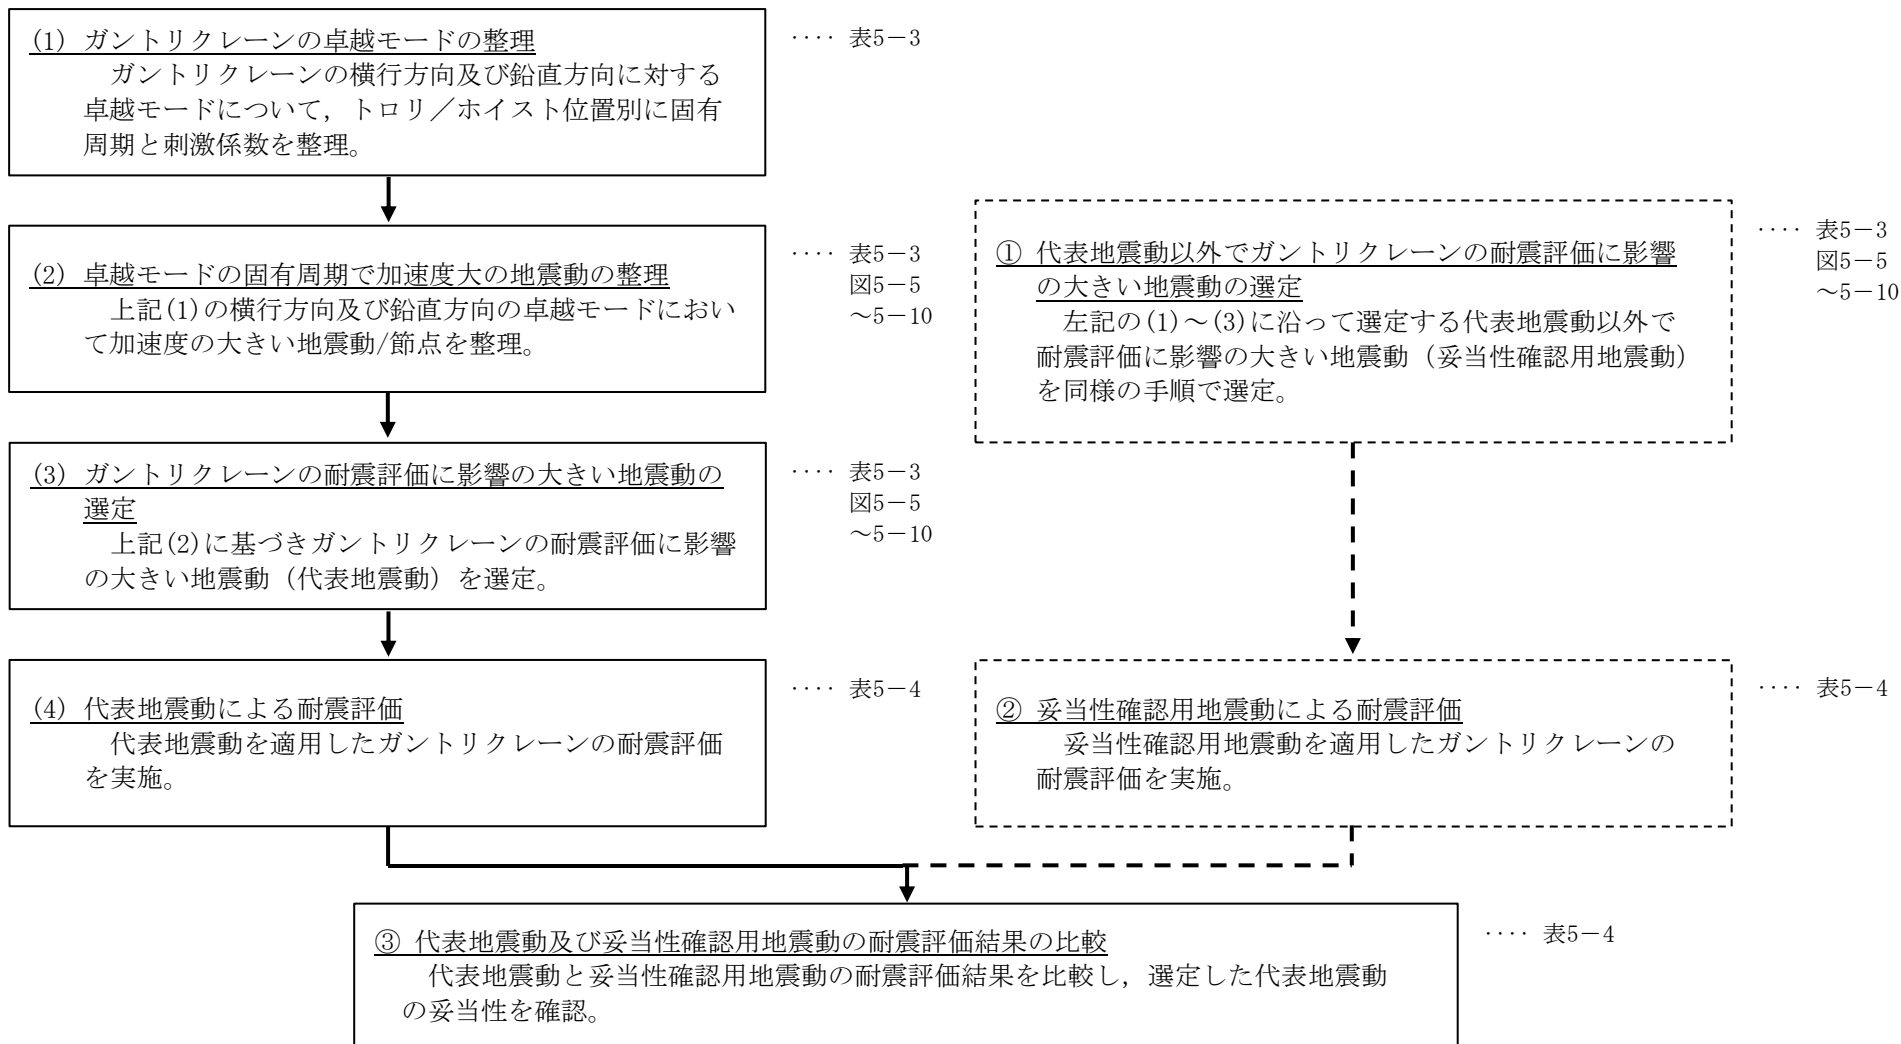 (1) ガントリクレーンの卓越モードの整理
ガントリクレーンの横行方向及び鉛直方向に対する
卓越モードについて，トロリ／ホイスト位置別に固有
周期と刺激係数を整理。
‥‥ 表5－3
(2) 卓越モードの固有周期で加速度大の地震動の整理
上記(1)の横行方向及び鉛直方向の卓越モードにおい
て加速度の大きい地震動/節点を整理。
‥‥ 表5－3
図5－5
～5－10
(3) ガントリクレーンの耐震評価に影響の大きい地震動の
選定
上記(2)に基づきガントリクレーンの耐震評価に影響
の大きい地震動（代表地震動）を選定。
‥‥ 表5－3
図5－5
～5－10
(4) 代表地震動による耐震評価
代表地震動を適用したガントリクレーンの耐震評価
を実施。
‥‥ 表5－4
① 代表地震動以外でガントリクレーンの耐震評価に影響
の大きい地震動の選定
左記の(1)～(3)に沿って選定する代表地震動以外で
耐震評価に影響の大きい地震動（妥当性確認用地震動）
を同様の手順で選定。
‥‥ 表5－3
図5－5
～5－10
② 妥当性確認用地震動による耐震評価
妥当性確認用地震動を適用したガントリクレーンの
耐震評価を実施。
‥‥ 表5－4
③ 代表地震動及び妥当性確認用地震動の耐震評価結果の比較
代表地震動と妥当性確認用地震動の耐震評価結果を比較し，選定した代表地震動
の妥当性を確認。
‥‥ 表5－4